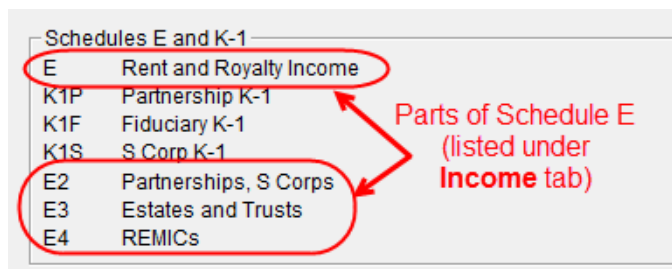 Schedules E and K-1
E Rent and Royalty Income
K1P Partnership K-1
K1F Fiduciary K-1
K1S S Corp K-1
E2 Partnerships, S Corps
E3 Estates and Trusts
E4 REMICs
Parts of Schedule E
(listed under
Income tab)